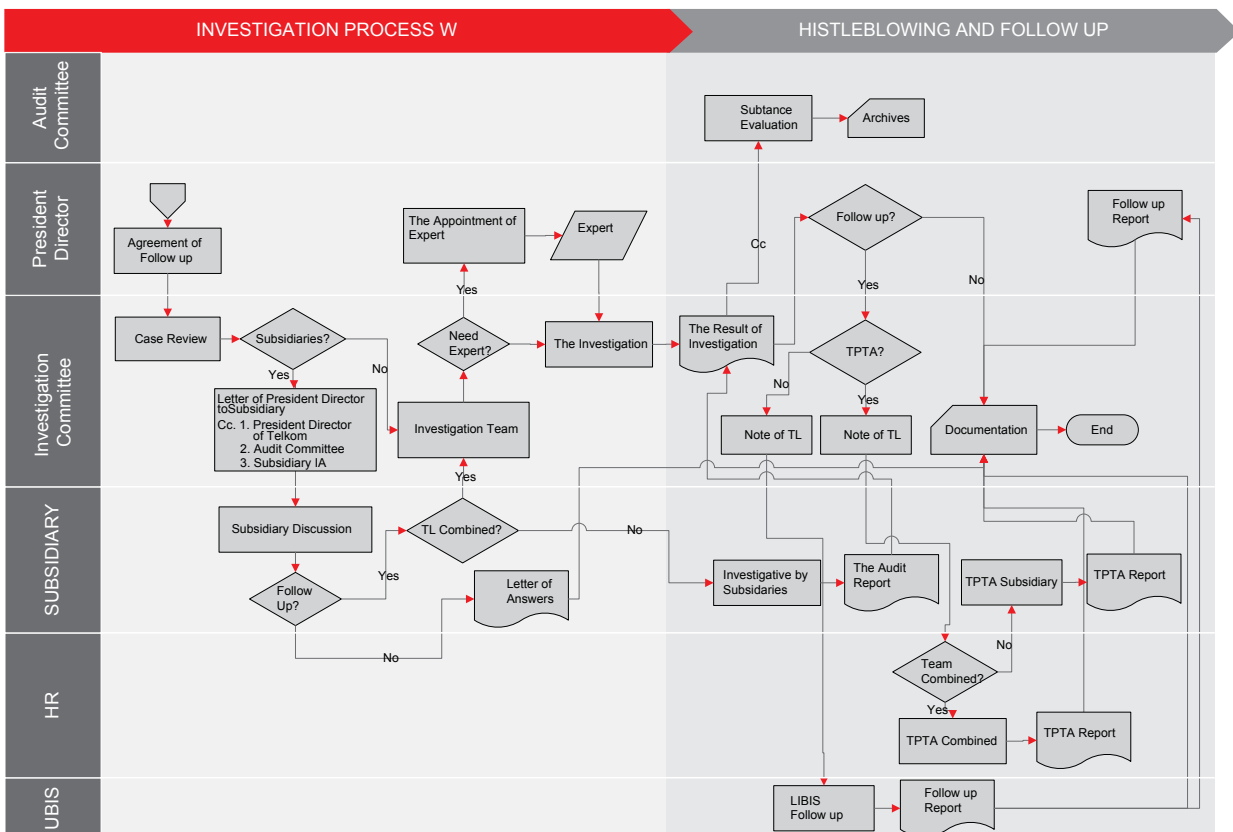 INVESTIGATION PROCESS W
HISTLEBLOWING AND FOLLOW UP
Audit
Committee
Subtance
Evaluation
Archives
President
Director
Agreement of
Follow up
The Appointment of
Expert
Expert
Cc
Follow up?
Follow up
Report
Yes
Yes
No
Investigation
Committee
Case Review
Subsidiaries?
Need
Expert?
The Investigation
The Result of
Investigation
TPTA?
Yes
No
No
Yes
Letter of President Director
toSubsidiary
Cc. 1. President Director
of Telkom
2. Audit Committee
3. Subsidiary IA
Investigation Team
Note of TL
Note of TL
Documentation
End
Yes
SUBSIDIARY
Subsidiary Discussion
TL Combined?
No
Follow
Up?
Yes
Letter of
Answers
Investigative by
Subsidaries
The Audit
Report
TPTA Subsidiary
TPTA Report
HR
No
No
Team
Combined?
Yes
TPTA Combined
TPTA Report
UBIS
LIBIS
Follow up
Follow up
Report